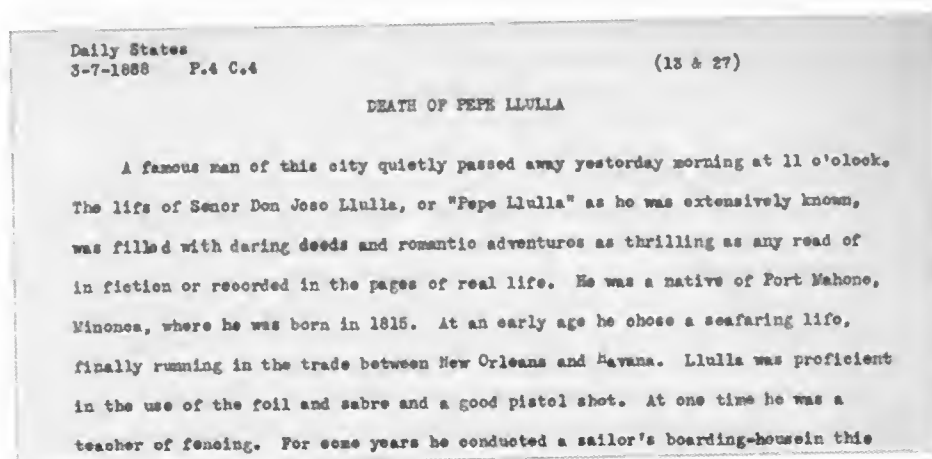 Daily States
3-7-1888 P.4 C.4 (13 & 27)
DEATH OF PEPE LLULLA
A famous man of this city quietly passed away yesterday morning at 11 o'clock.
The life of Senor Don Jose Llulla, or "Pepe Llulla" as he was extensively known,
was filled with daring deeds and romantic adventures as thrilling as any read of
in fiction or recorded in the pages of real life. He was a native of Port Mahone,
Minonca, where he was born in 1815. At an early age he chose a seafaring life,
finally running in the trade between New Orleans and Havana. Llulla was proficient
in the use of the foil and sabre and a good pistol shot. At one time he was a
teacher of fencing. For some years he conducted a sailor's boarding-housein this